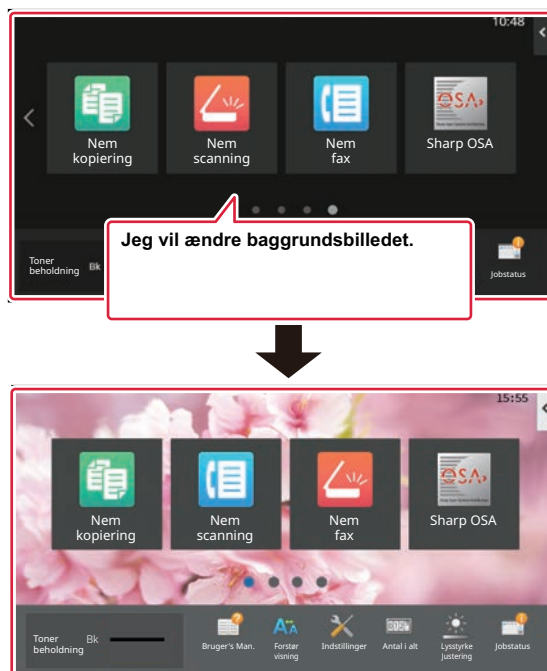 10:48
Nem
kopiering
Nem
scanning
Nem
fax
ØSA
Sharp OSA
Jeg vil ændre baggrundsbilledet.
Toner
beholdning
Bk
Jobstatus
15:55
Nem
kopiering
Nem
scanning
Nem
fax
ØSA
Sharp OSA
Toner
beholdning
Bk
Bruger's Man.
Forstør
visning
Indstillinger
Antal i alt
Lysstyrke
Justering
Jobstatus